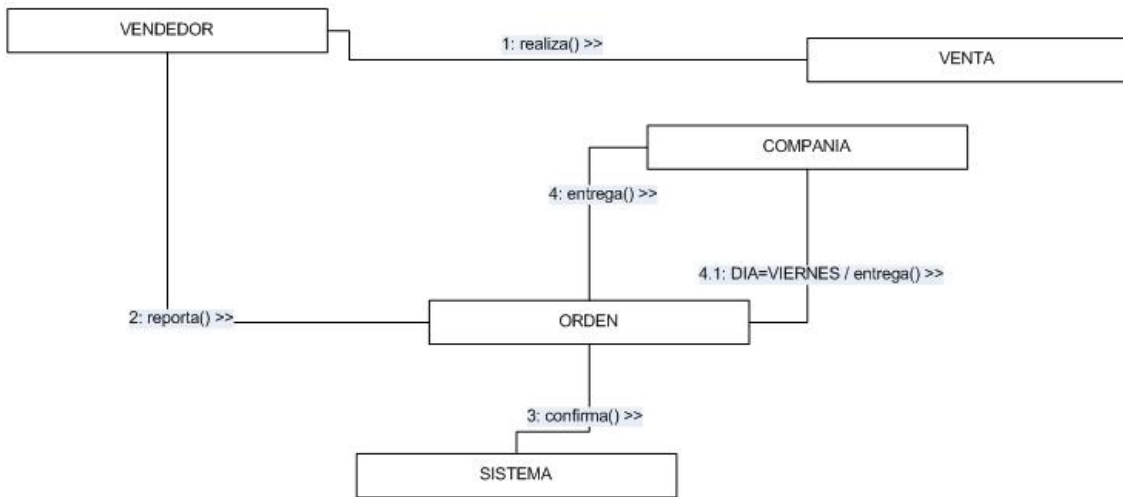 VENDEDOR
1: realiza() >>
VENTA
COMPANIA
4: entrega() >>
4.1: DIA=VIERNES / entrega() >>
2: reporta() >>
ORDEN
3: confirma() >>
SISTEMA